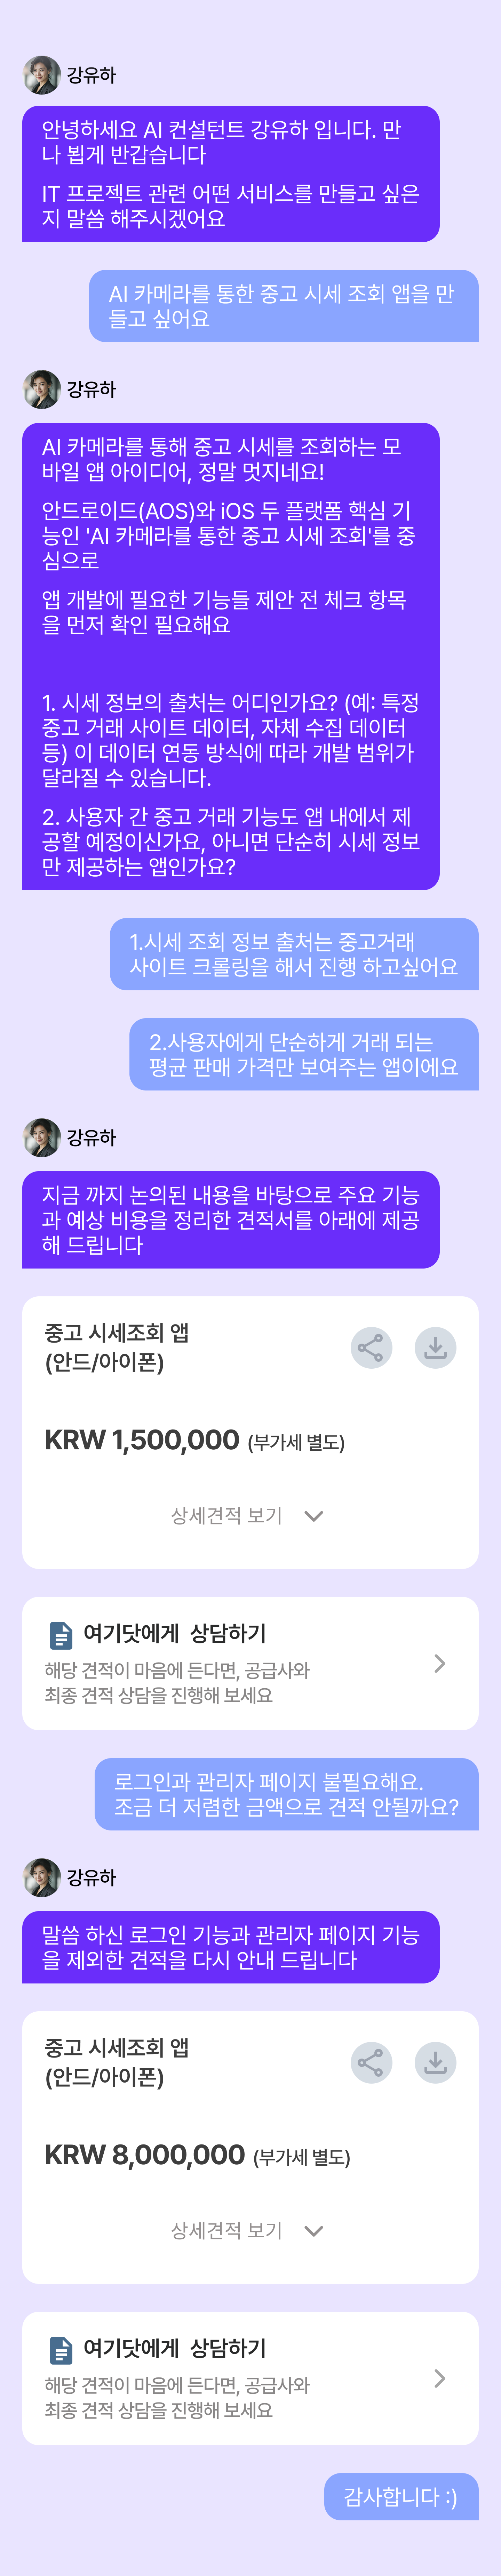 강유하
안녕하세요 AI 컨설턴트 강유하 입니다. 만
나 뵙게 반갑습니다
IT 프로젝트 관련 어떤 서비스를 만들고 싶은
지 말씀 해주시겠어요
AI 카메라를 통한 중고 시세 조회 앱을 만
들고 싶어요
강유하
AI 카메라를 통해 중고 시세를 조회하는 모
바일 앱 아이디어, 정말 멋지네요!
안드로이드(AOS)와 iOS 두 플랫폼 핵심 기
능인 'AI 카메라를 통한 중고 시세 조회'를 중
심으로
앱 개발에 필요한 기능들 제안 전 체크 항목
을 먼저 확인 필요해요
1. 시세 정보의 출처는 어디인가요? (예: 특정
중고 거래 사이트 데이터, 자체 수집 데이터
등) 이 데이터 연동 방식에 따라 개발 범위가
달라질 수 있습니다.
2. 사용자 간 중고 거래 기능도 앱 내에서 제
공할 예정이신가요, 아니면 단순히 시세 정보
만 제공하는 앱인가요?
1.시세 조회 정보 출처는 중고거래
사이트 크롤링을 해서 진행 하고싶어요
2.사용자에게 단순하게 거래 되는
평균 판매 가격만 보여주는 앱이에요
강유하
지금 까지 논의된 내용을 바탕으로 주요 기능
과 예상 비용을 정리한 견적서를 아래에 제공
해 드립니다
중고 시세조회 앱
(안드/아이폰)
KRW 1,500,000 (부가세 별도)
상세견적 보기
여기닷에게 상담하기
해당 견적이 마음에 든다면, 공급사와
최종 견적 상담을 진행해 보세요
로그인과 관리자 페이지 불필요해요.
조금 더 저렴한 금액으로 견적 안될까요?
강유하
말씀 하신 로그인 기능과 관리자 페이지 기능
을 제외한 견적을 다시 안내 드립니다
중고 시세조회 앱
(안드/아이폰)
KRW 8,000,000 (부가세 별도)
상세견적 보기
여기닷에게 상담하기
해당 견적이 마음에 든다면, 공급사와
최종 견적 상담을 진행해 보세요
감사합니다 :)